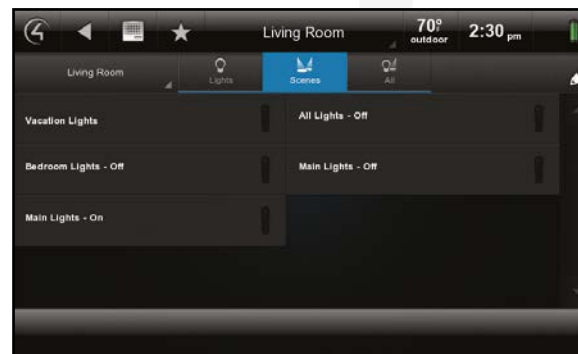 Living Room
70°F
outdoor
2:30 pm
Living Room
Lights
Scenes
All
Vacation Lights
All Lights - Off
Bedroom Lights - Off
Main Lights - Off
Main Lights - On